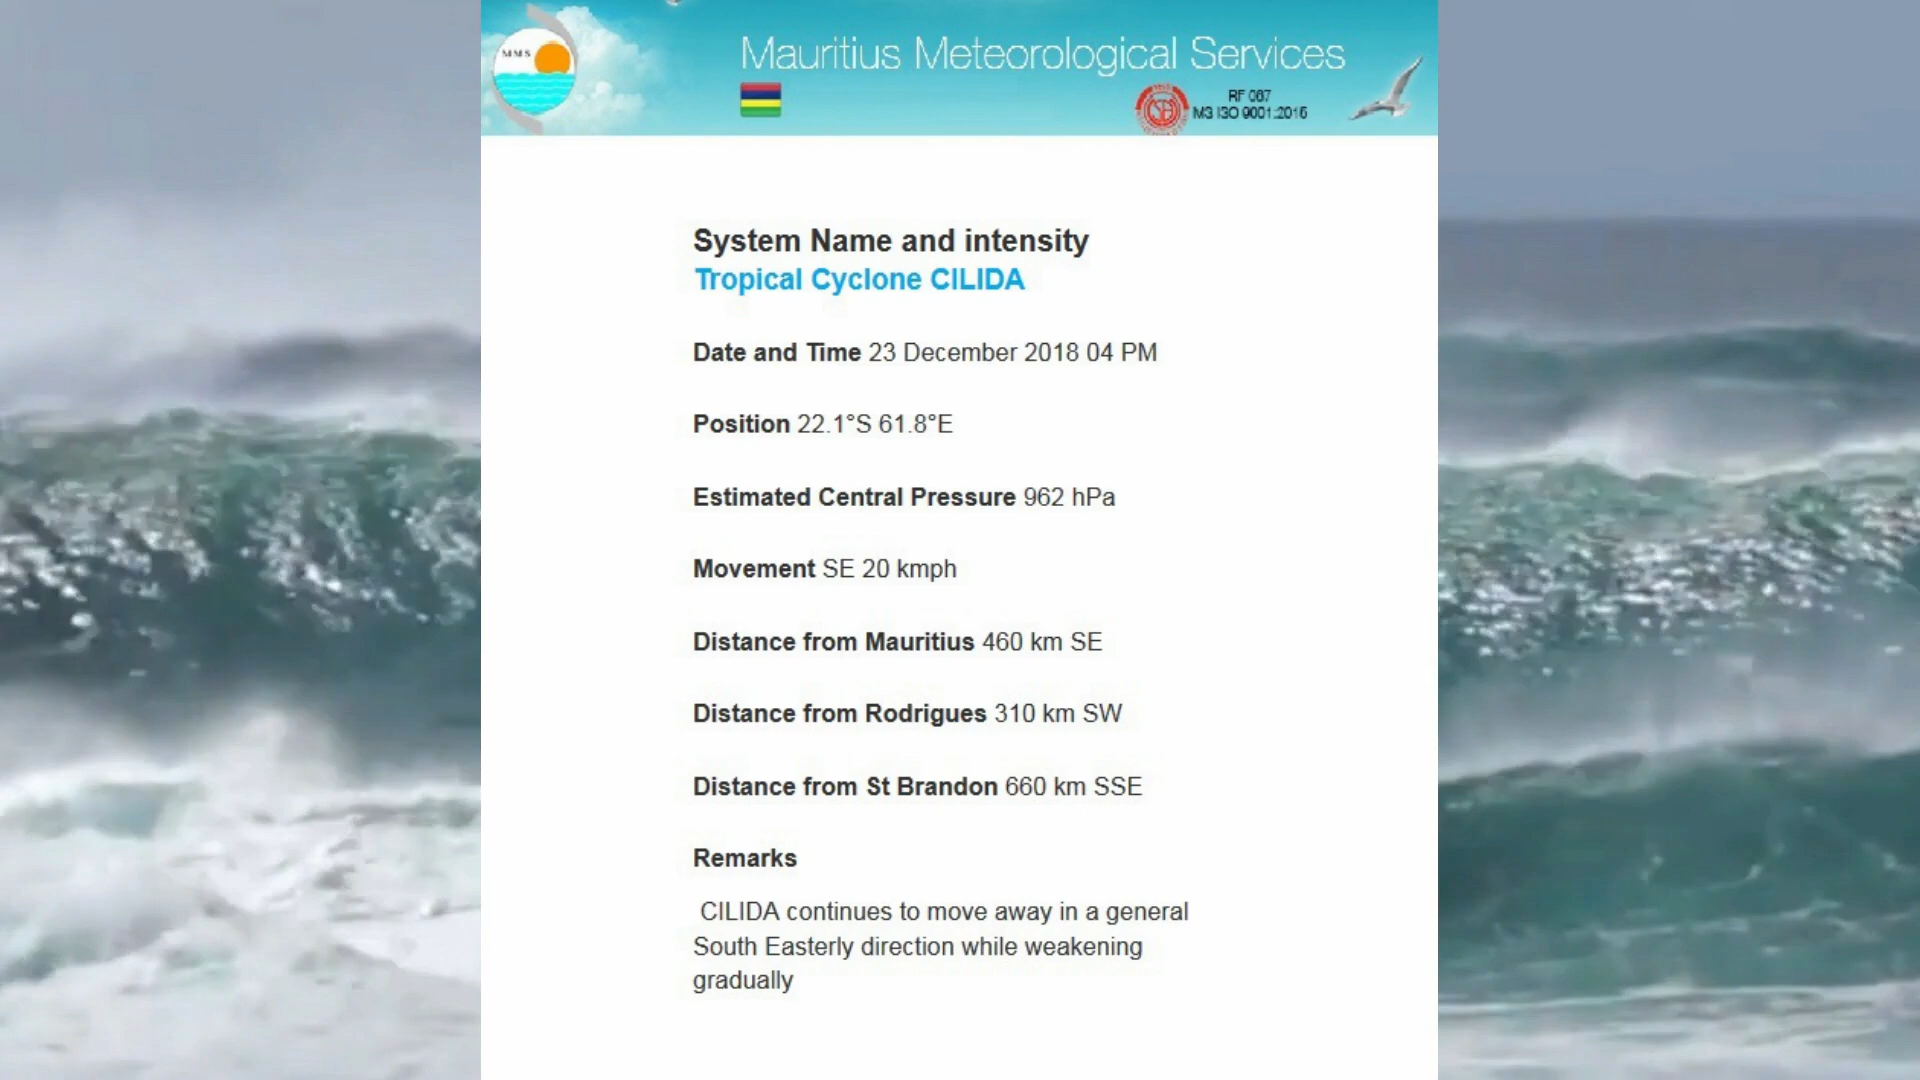 MMS
Mauritius Meteorological Services
RF 067
MS ISO 9001:2015
System Name and intensity
Tropical Cyclone CILIDA
Date and Time 23 December 2018 04 PM
Position 22.1°S 61.8°E
Estimated Central Pressure 962 hPa
Movement SE 20 kmph
Distance from Mauritius 460 km SE
Distance from Rodrigues 310 km SW
Distance from St Brandon 660 km SSE
Remarks
CILIDA continues to move away in a general
South Easterly direction while weakening
gradually